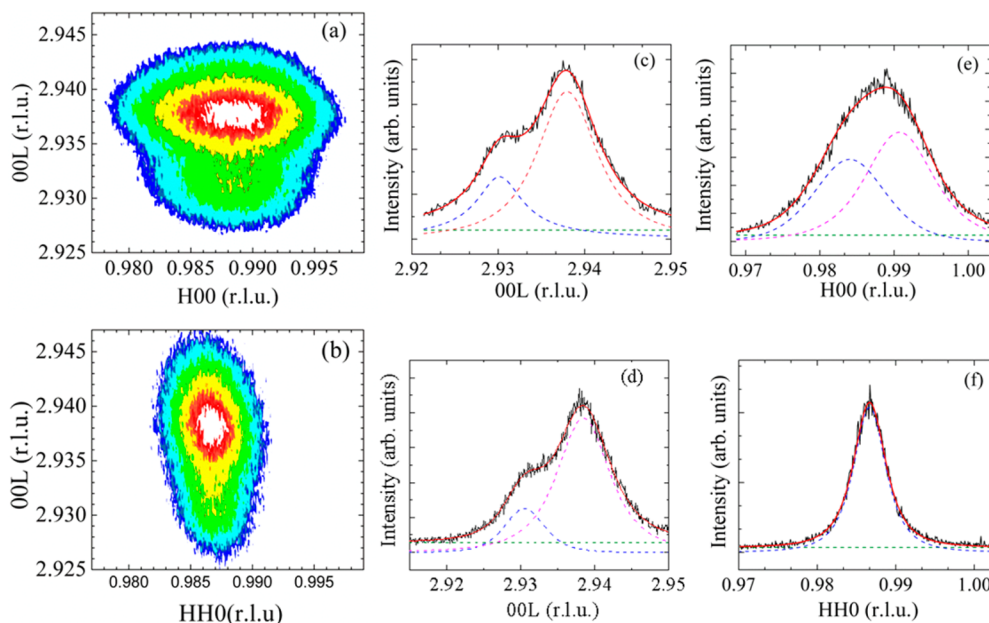 (a)
00L (r.l.u.)
2.945
2.940
2.935
2.930
2.925
0.980 0.985 0.990 0.995
H00 (r.l.u.)
(c)
Intensity (arb. units)
2.92 2.93 2.94 2.95
00L (r.l.u.)
(e)
Intensity (arb. units)
0.97 0.98 0.99 1.00
H00 (r.l.u.)
(b)
00L (r.l.u.)
2.945
2.940
2.935
2.930
2.925
0.980 0.985 0.990 0.995
HH0(r.l.u)
(d)
Intensity (arb. units)
2.92 2.93 2.94 2.95
00L (r.l.u.)
(f)
Intensity (arb. units)
0.97 0.98 0.99 1.00
HH0 (r.l.u.)